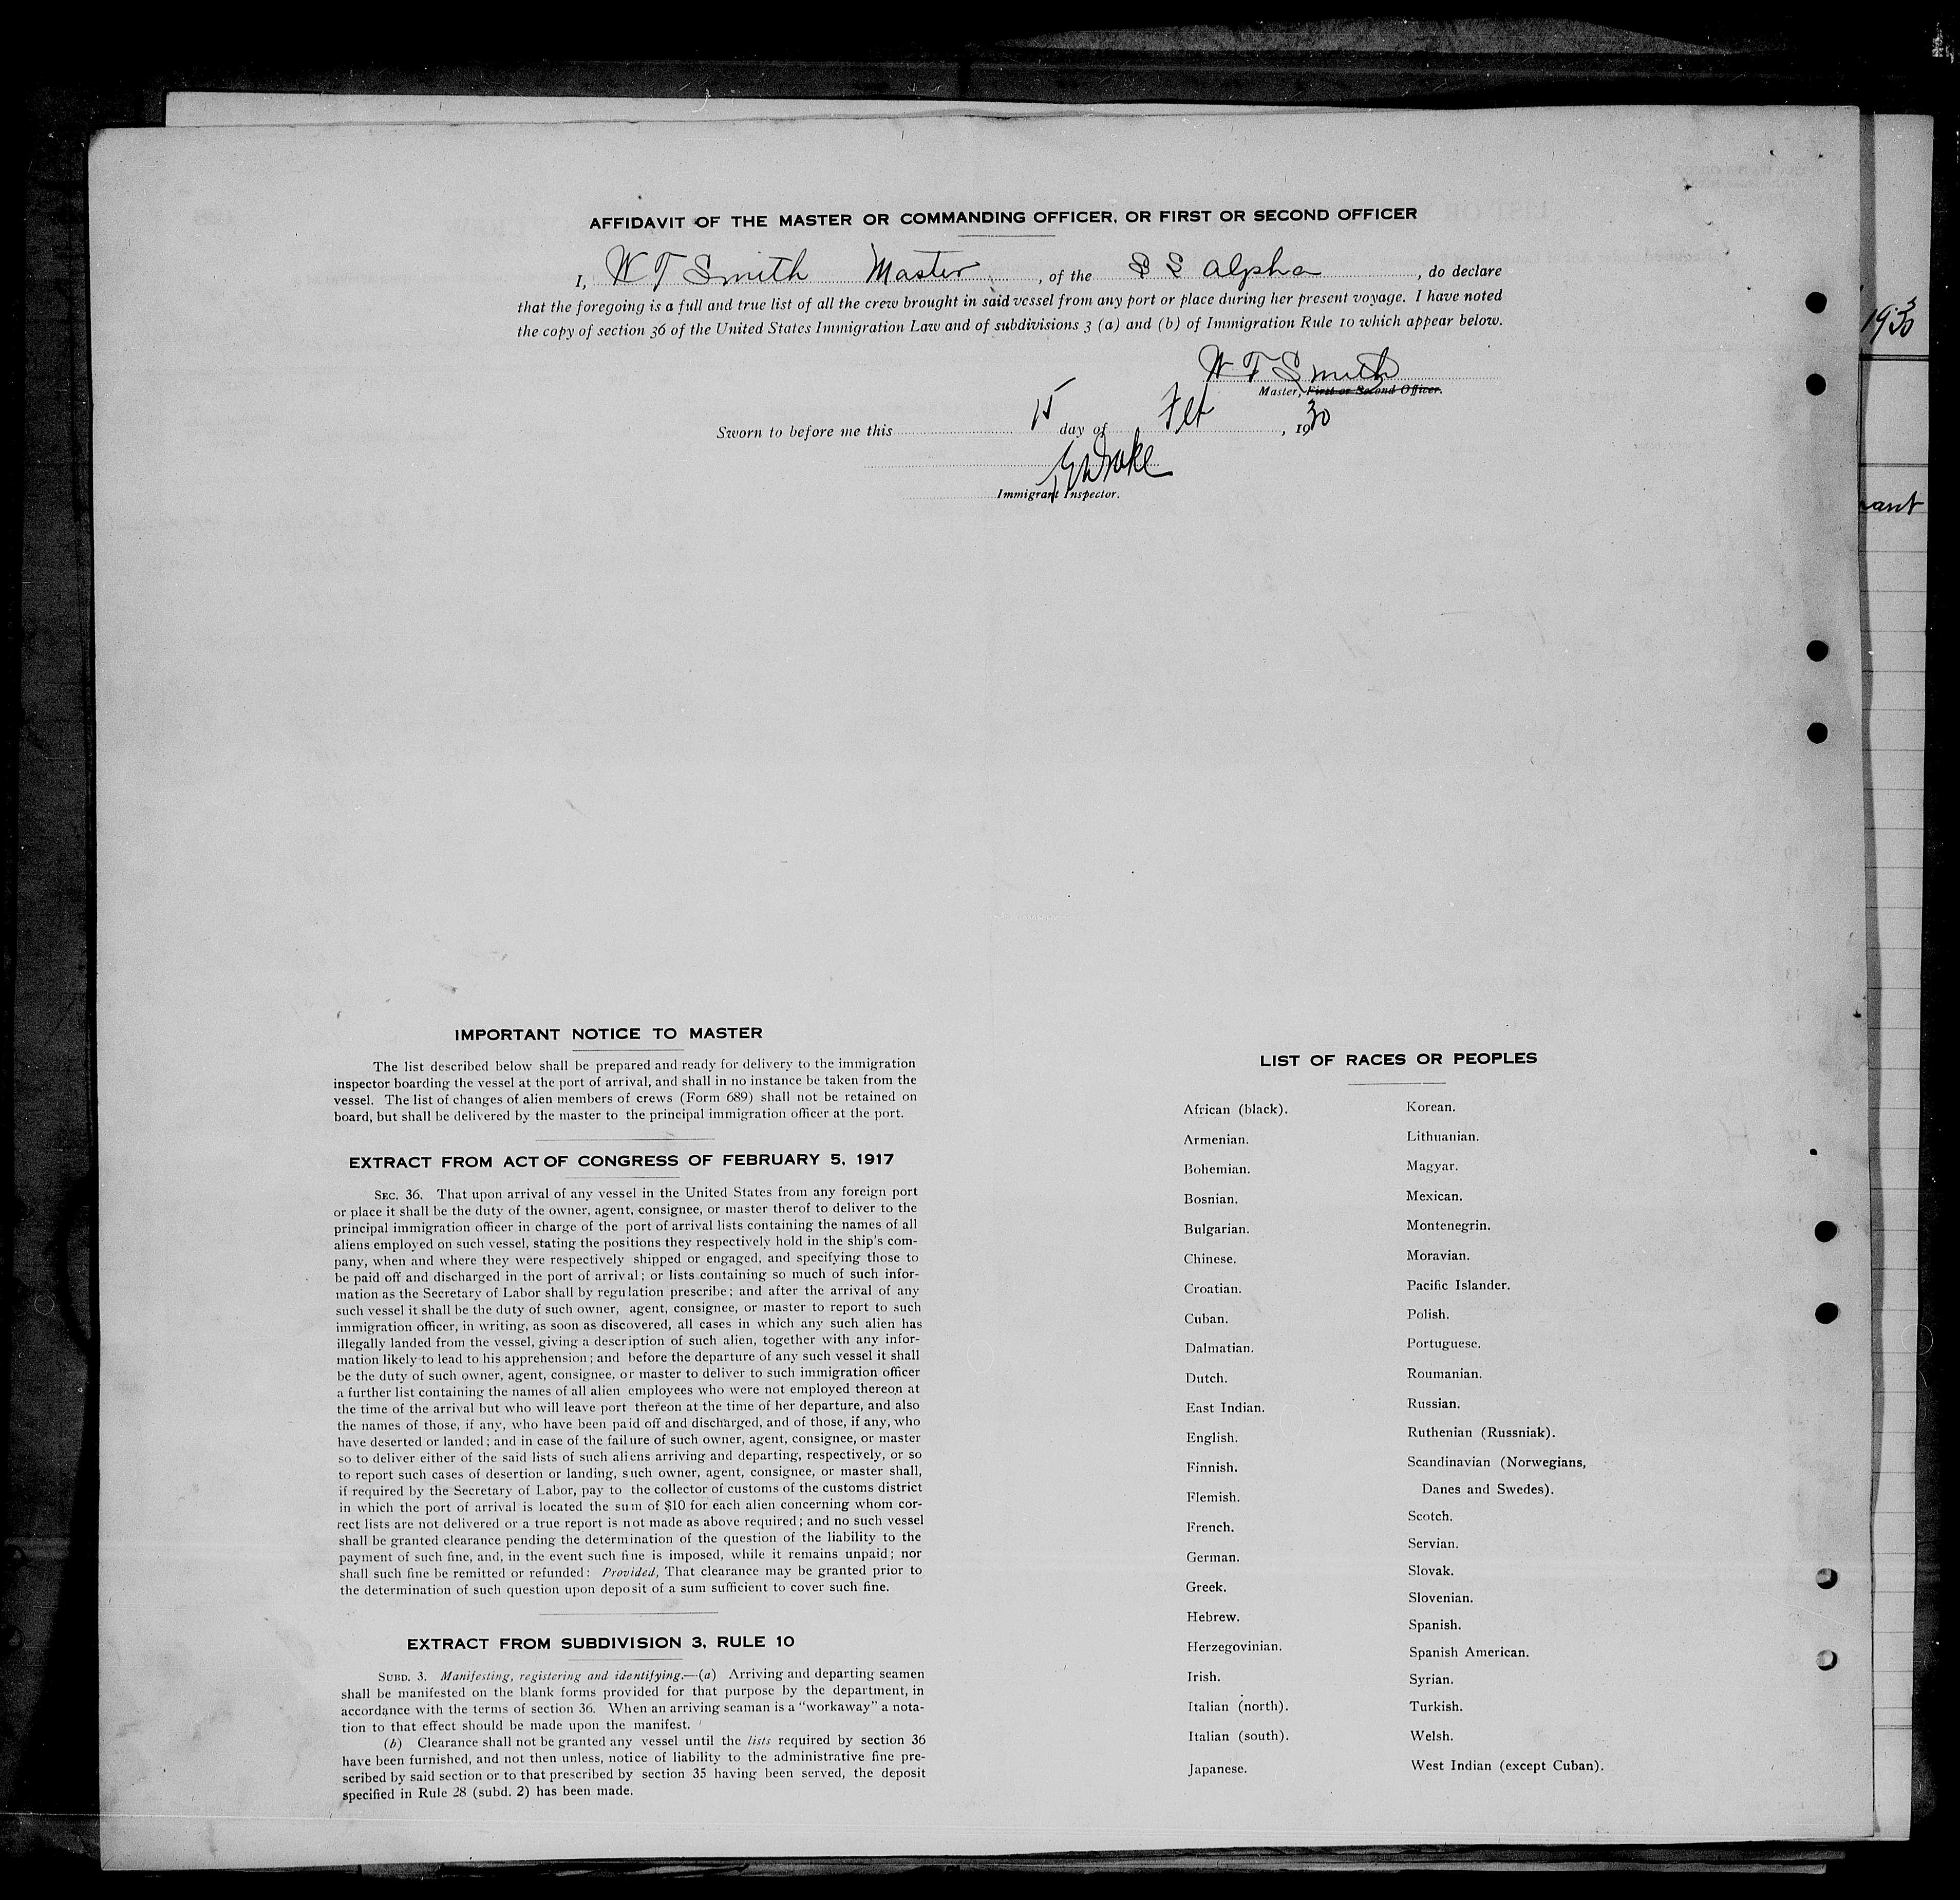 AFFIDAVIT OF THE MASTER OR COMMANDING OFFICER, OR FIRST OR SECOND OFFICER
I, W T Smith Master, of the S S Alpha, do declare
that the foregoing is a full and true list of all the crew brought in said vessel from any port or place during her present voyage. I have noted
the copy of section 36 of the United States Immigration Law and of subdivisions 3 (a) and (b) of Immigration Rule 10 which appear below.
W T Smith
Master, First or Second Officer.
Sworn to before me this 15 day of Feb, 1930
Drake
Immigrant Inspector.
1930
IMPORTANT NOTICE TO MASTER
The list described below shall be prepared and ready for delivery to the immigration
inspector boarding the vessel at the port of arrival, and shall in no instance be taken from the
vessel. The list of changes of alien members of crews (Form 689) shall not be retained on
board, but shall be delivered by the master to the principal immigration officer at the port.
EXTRACT FROM ACT OF CONGRESS OF FEBRUARY 5, 1917
SEC. 36. That upon arrival of any vessel in the United States from any foreign port
or place it shall be the duty of the owner, agent, consignee, or master therof to deliver to the
principal immigration officer in charge of the port of arrival lists containing the names of all
aliens employed on such vessel, stating the positions they respectively hold in the ship's com-
pany, when and where they were respectively shipped or engaged, and specifying those to
be paid off and discharged in the port of arrival; or lists containing so much of such infor-
mation as the Secretary of Labor shall by regulation prescribe; and after the arrival of any
such vessel it shall be the duty of such owner, agent, consignee, or master to report to such
immigration officer, in writing, as soon as discovered, all cases in which any such alien has
illegally landed from the vessel, giving a description of such alien, together with any infor-
mation likely to lead to his apprehension; and before the departure of any such vessel it shall
be the duty of such owner, agent, consignee, or master to deliver to such immigration officer
a further list containing the names of all alien employees who were not employed thereon at
the time of the arrival but who will leave port thereon at the time of her departure, and also
the names of those, if any, who have been paid off and discharged, and of those, if any, who
have deserted or landed; and in case of the failure of such owner, agent, consignee, or master
so to deliver either of the said lists of such aliens arriving and departing, respectively, or so
to report such cases of desertion or landing, such owner, agent, consignee, or master shall,
if required by the Secretary of Labor, pay to the collector of customs of the customs district
in which the port of arrival is located the sum of $10 for each alien concerning whom cor-
rect lists are not delivered or a true report is not made as above required; and no such vessel
shall be granted clearance pending the determination of the question of the liability to the
payment of such fine, and, in the event such fine is imposed, while it remains unpaid; nor
shall such fine be remitted or refunded: Provided, That clearance may be granted prior to
the determination of such question upon deposit of a sum sufficient to cover such fine.
EXTRACT FROM SUBDIVISION 3, RULE 10
SUBD. 3. Manifesting, registering and identifying.—(a) Arriving and departing seamen
shall be manifested on the blank forms provided for that purpose by the department, in
accordance with the terms of section 36. When an arriving seaman is a "workaway" a nota-
tion to that effect should be made upon the manifest.
(b) Clearance shall not be granted any vessel until the lists required by section 36
have been furnished, and not then unless, notice of liability to the administrative fine pre-
scribed by said section or to that prescribed by section 35 having been served, the deposit
specified in Rule 28 (subd. 2) has been made.
LIST OF RACES OR PEOPLES
African (black).
Armenian.
Bohemian.
Bosnian.
Bulgarian.
Chinese.
Croatian.
Cuban.
Dalmatian.
Dutch.
East Indian.
English.
Finnish.
Flemish.
French.
German.
Greek.
Hebrew.
Herzegovinian.
Irish.
Italian (north).
Italian (south).
Japanese.
Korean.
Lithuanian.
Magyar.
Mexican.
Montenegrin.
Moravian.
Pacific Islander.
Polish.
Portuguese.
Roumanian.
Russian.
Ruthenian (Russniak).
Scandinavian (Norwegians,
Danes and Swedes).
Scotch.
Servian.
Slovak.
Slovenian.
Spanish.
Spanish American.
Syrian.
Turkish.
Welsh.
West Indian (except Cuban).